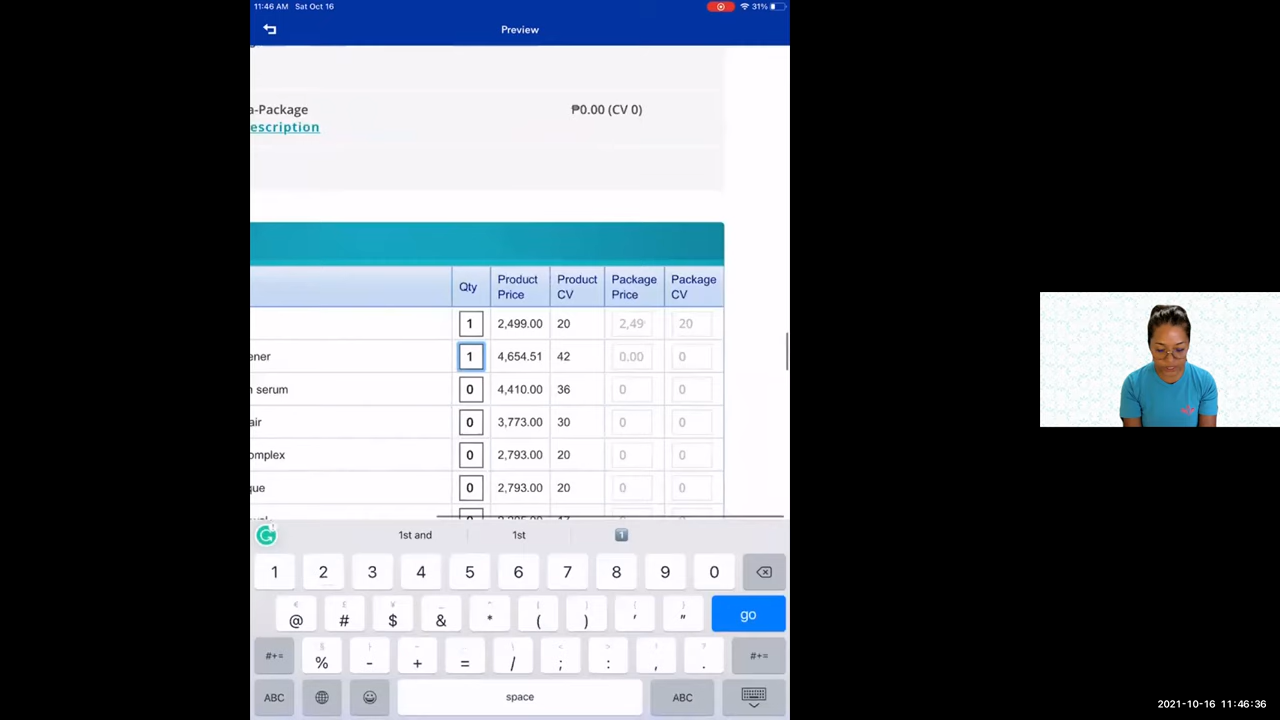 11:46 AM Sat Oct 16
31%
Preview
a-Package
₱0.00 (CV 0)
escription
Qty
Product Price
Product CV
Package Price
Package CV
1 2,499.00 20 2,49 20
ener 1 4,654.51 42 0.00 0
n serum 0 4,410.00 36 0 0
air 0 3,773.00 30 0 0
omplex 0 2,793.00 20 0 0
que 0 2,793.00 20 0 0
1st and 1st 1
1 2 3 4 5 6 7 8 9 0
@ # $ & * ( ) ' "
go
#+= % - + = / ; : , . #+=
ABC space ABC
2021-10-16 11:46:36